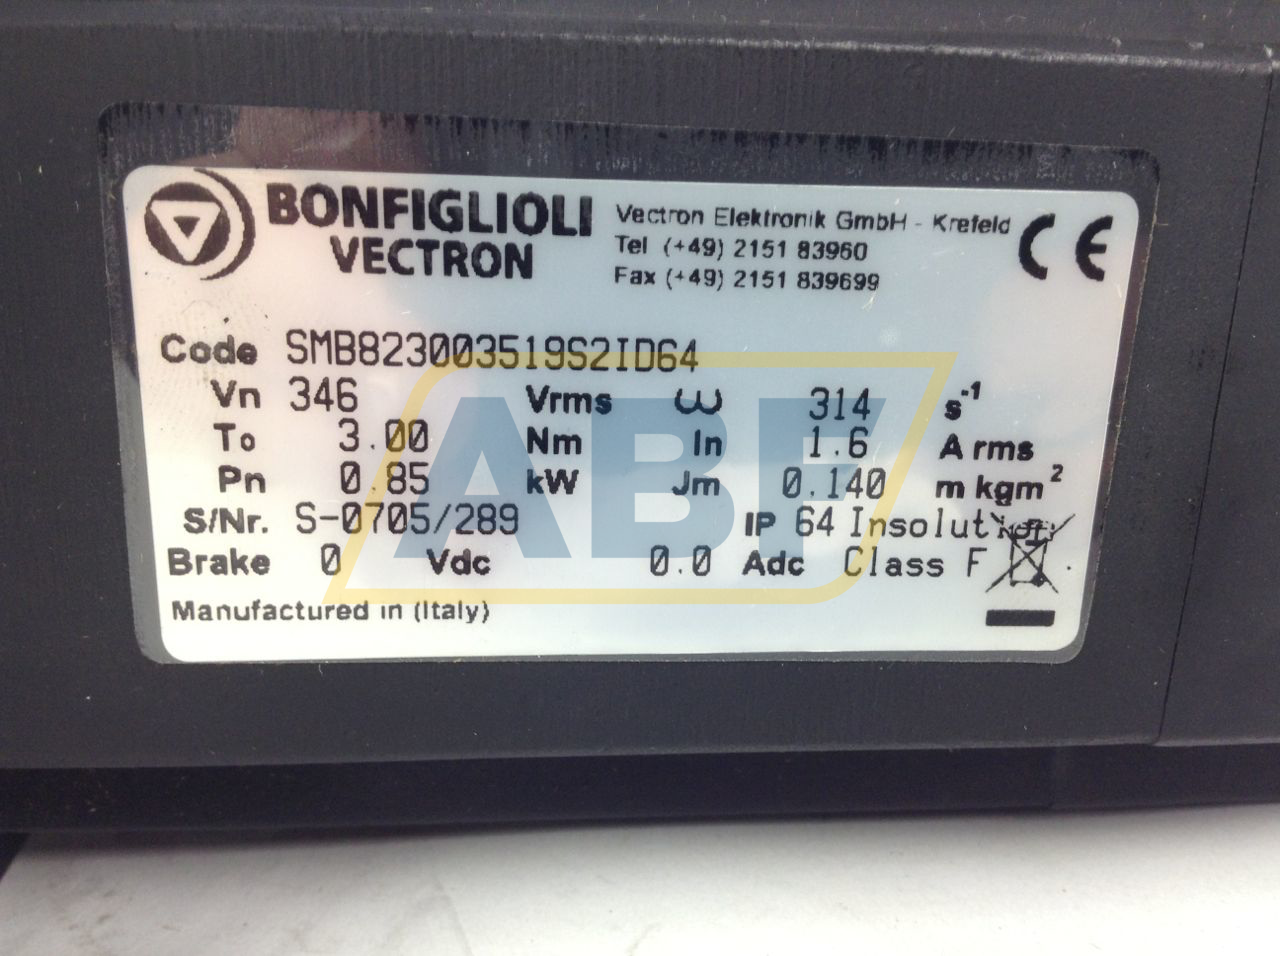 BONFIGLIOLI
VECTRON
Vectron Elektronik GmbH - Krefeld
Tel (+49) 2151 83960
Fax (+49) 2151 839699
CE
Code SMB823003519S2ID64
Vn 346 Vrms ω 314 s⁻¹
To 3.00 Nm In 1.6 A rms
Pn 0.85 kW Jm 0.140 m kgm²
S/Nr. S-0705/289 IP 64 Insolution
Brake 0 Vdc 0.0 Adc Class F
Manufactured in (Italy)
ABF